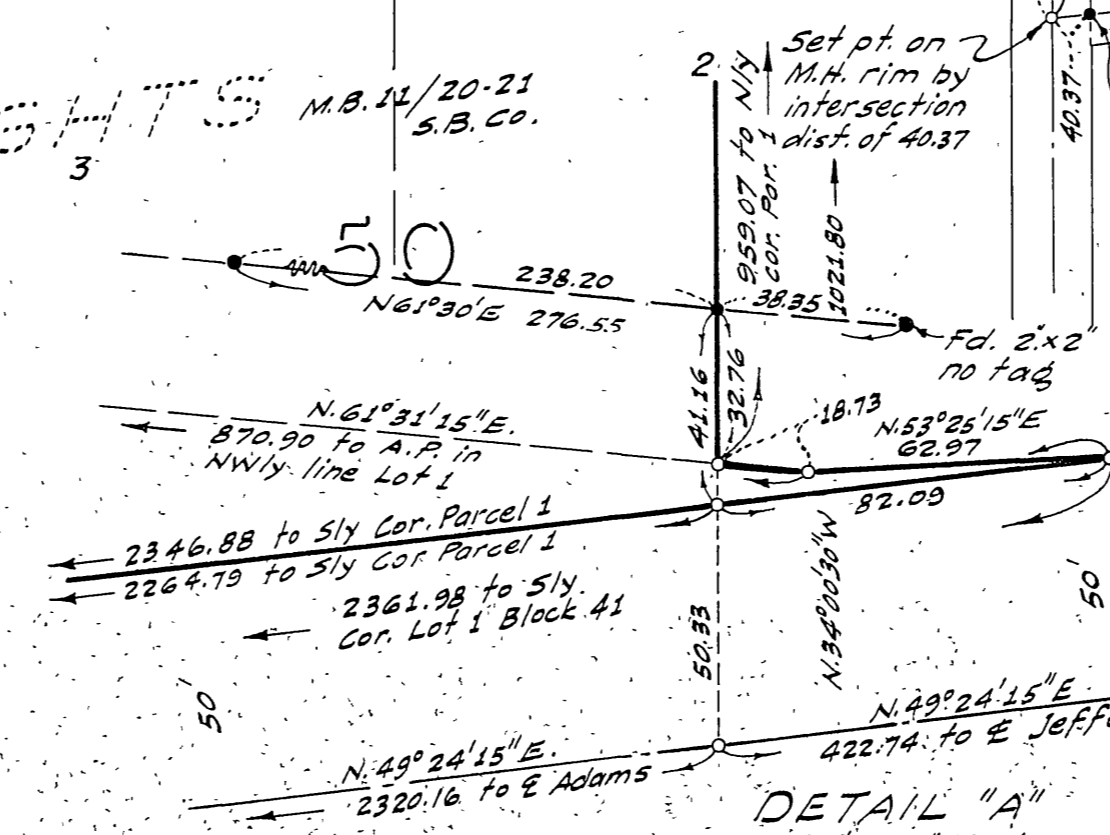 GHTS
M.B. 11/20-21
S.B. Co.
3
2
959.07 to Nly
cor. Par. 1
Set pt. on
M.H. rim by
intersection
dist. of 40.37
40.37
1021.80
50
238.20
N61°30'E 276.55
38.35
Fd. 2"x2"
no tag
41.16
32.76
18.73
N.53°25'15"E
62.97
82.09
N.61°31'15"E.
870.90 to A.P. in
NWly line Lot 1
2346.88 to Sly Cor. Parcel 1
2264.79 to Sly Cor Parcel 1
2361.98 to Sly.
Cor. Lot 1 Block 41
50.33
N.34°00'30"W
50'
50'
N.49°24'15"E.
2320.16 to ℄ Adams
N.49°24'15"E
422.74 to ℄ Jeff
DETAIL "A"